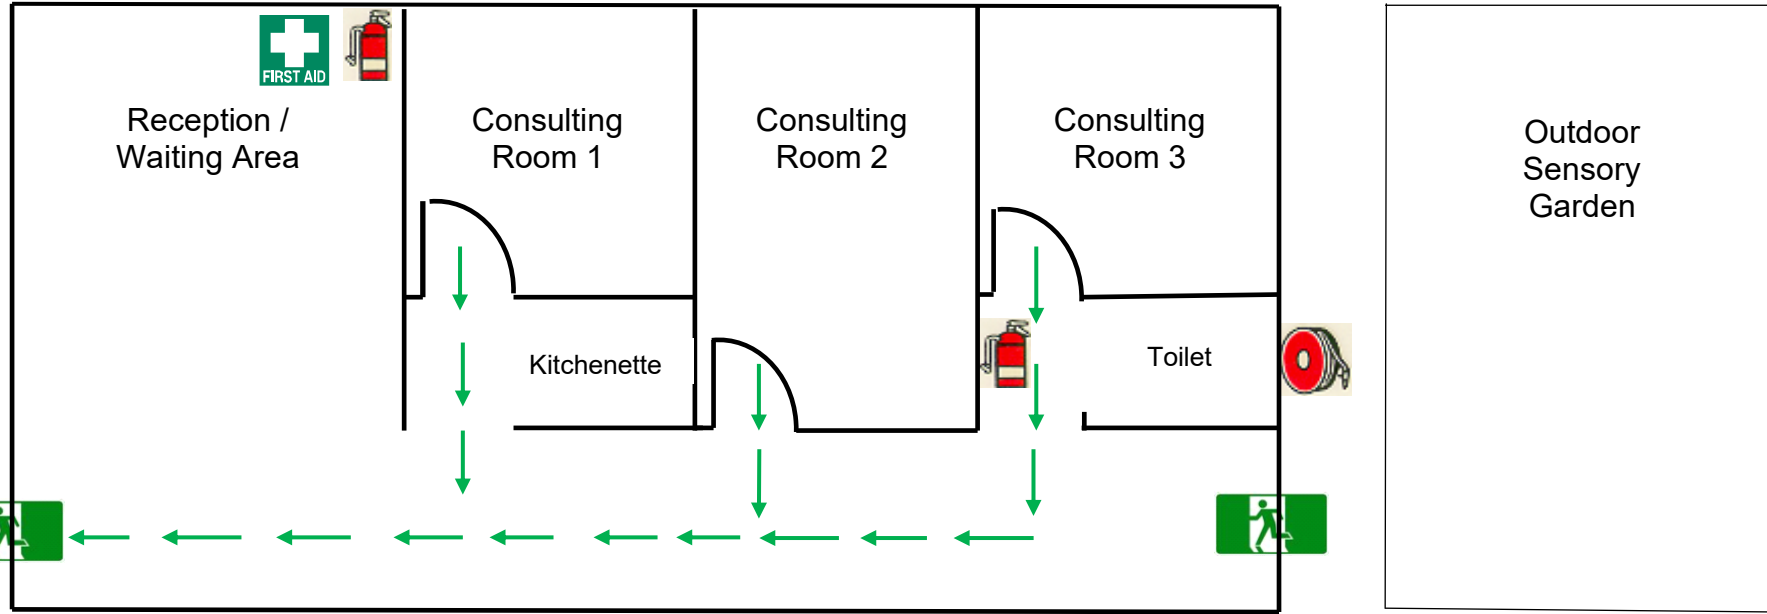 FIRST AID
Reception /
Waiting Area
Consulting
Room 1
Consulting
Room 2
Consulting
Room 3
Outdoor
Sensory
Garden
Kitchenette
Toilet